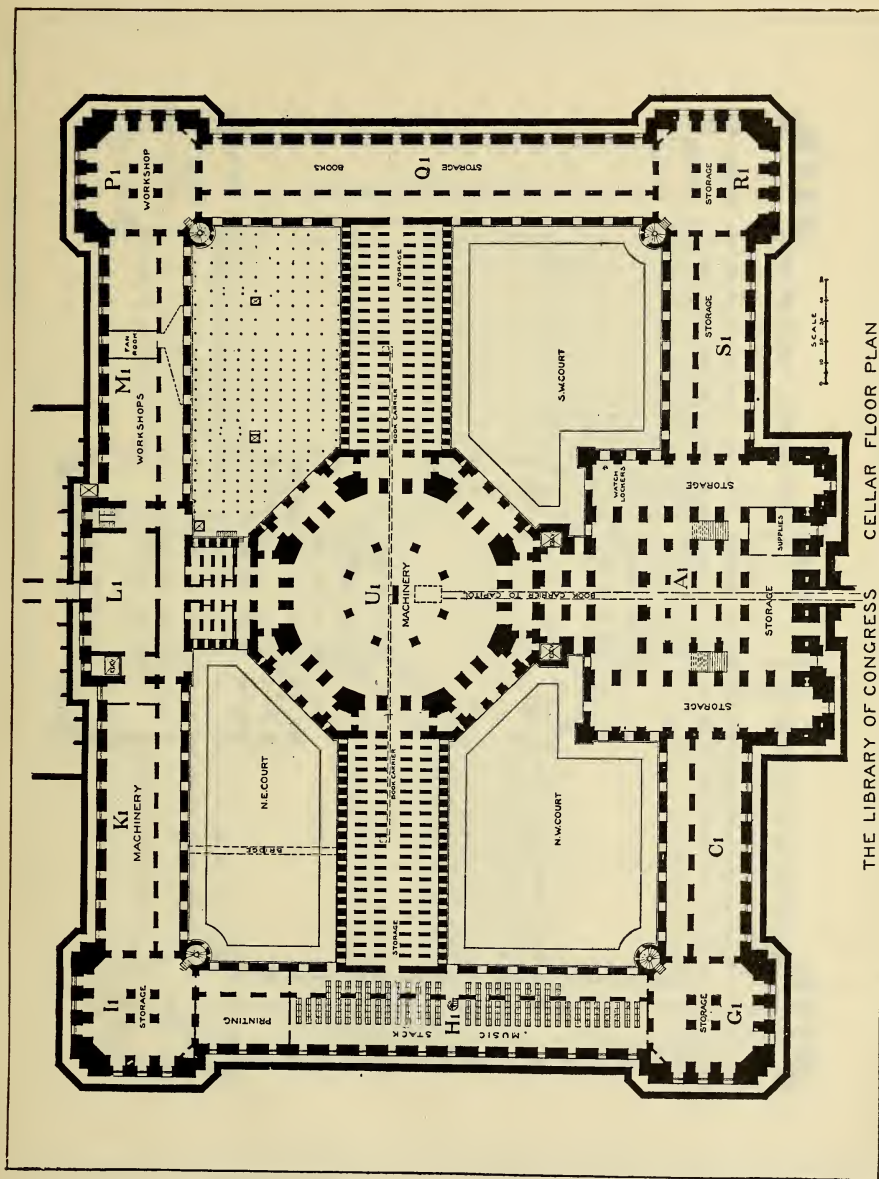 P1
WORKSHOP
BOOKS
Q1
STORAGE
STORAGE
R1
FAN
ROOM
M1
WORKSHOPS
STORAGE
BOOK CARRIER
S.W.COURT
STORAGE
S1
SCALE
WATCH
LOCKERS
STORAGE
SUPPLIES
L1
U1
MACHINERY
BOOK CARRIER TO CAPITOL
A1
STORAGE
STORAGE
K1
MACHINERY
N.E.COURT
BRIDGE
BOOK CARRIER
STORAGE
N.W.COURT
C1
I1
STORAGE
PRINTING
STACK
H1
MUSIC
STORAGE
G1
THE LIBRARY OF CONGRESS CELLAR FLOOR PLAN